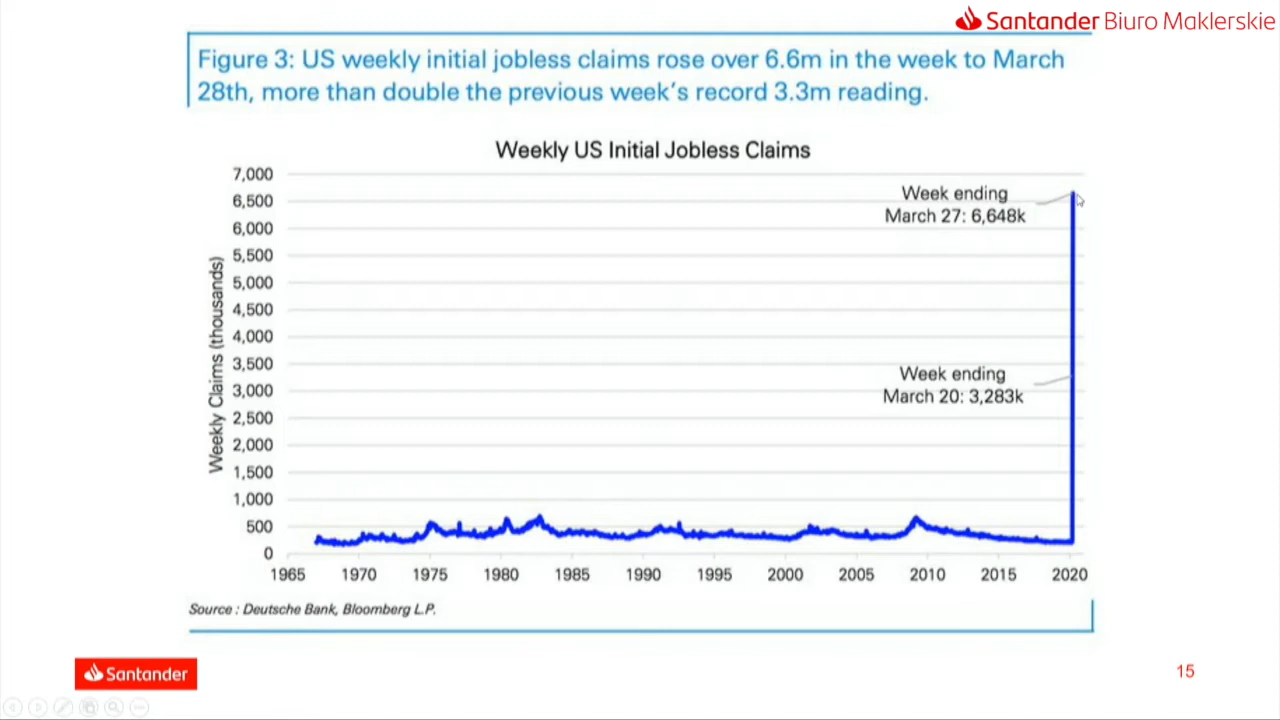 Santander Biuro Maklerskie
Figure 3: US weekly initial jobless claims rose over 6.6m in the week to March
28th, more than double the previous week's record 3.3m reading.
Weekly US Initial Jobless Claims
Weekly Claims (thousands)
7,000
6,500
6,000
5,500
5,000
4,500
4,000
3,500
3,000
2,500
2,000
1,500
1,000
500
0
Week ending
March 27: 6,648k
Week ending
March 20: 3,283k
1965 1970 1975 1980 1985 1990 1995 2000 2005 2010 2015 2020
Source : Deutsche Bank, Bloomberg L.P.
Santander
15